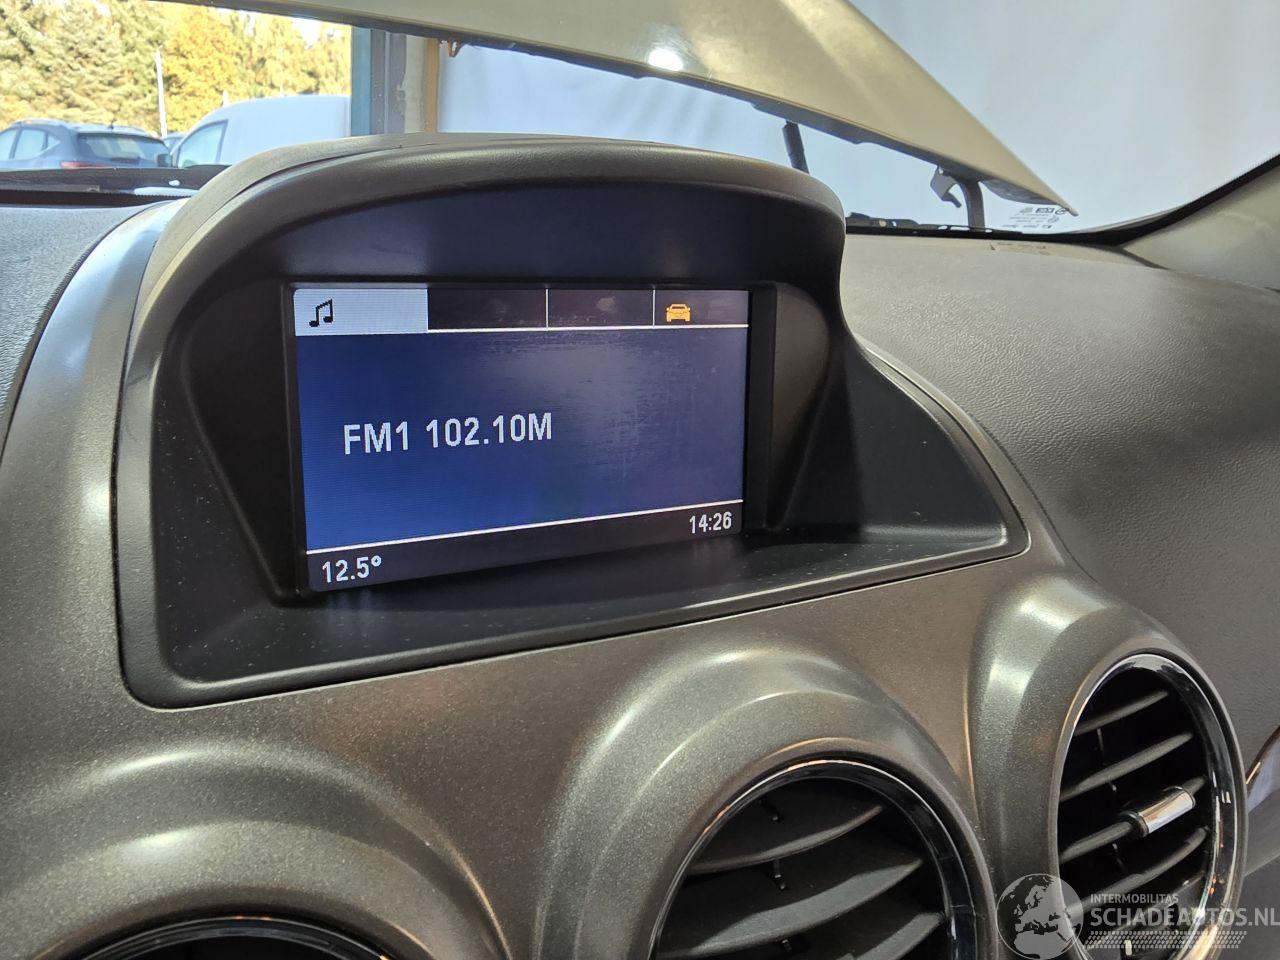 FM1 102.10M
14:26
12.5°
INTERMOBILITAS
SCHADEAUTOS.NL